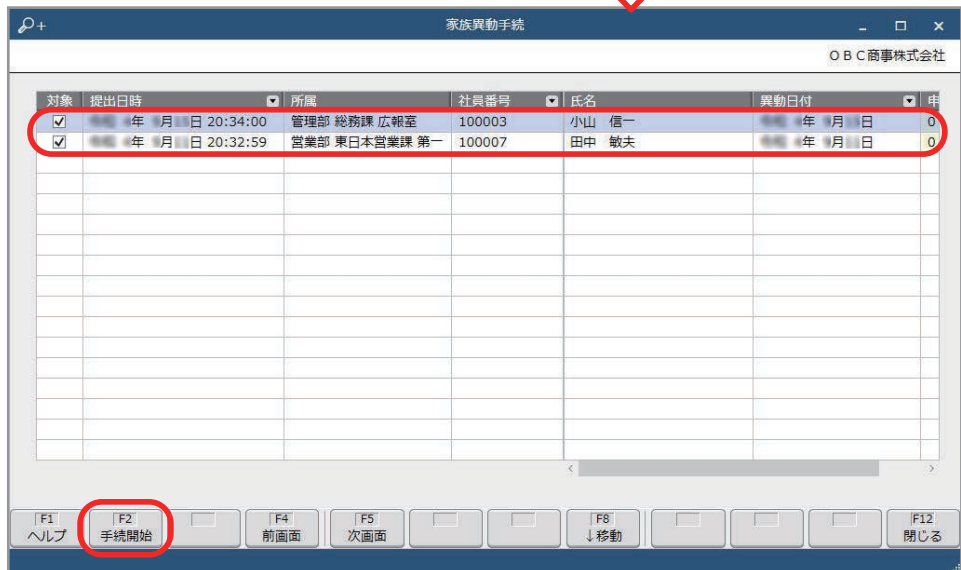 家族異動手続
ＯＢＣ商事株式会社
対象 提出日時 所属 社員番号 氏名 異動日付 申
年 月 日 20:34:00 管理部 総務課 広報室 100003 小山 信一 年 月 日 0
年 月 日 20:32:59 営業部 東日本営業課 第一 100007 田中 敏夫 年 月 日 0
F1 F2 F4 F5 F8 F12
ヘルプ 手続開始 前画面 次画面 ↓移動 閉じる